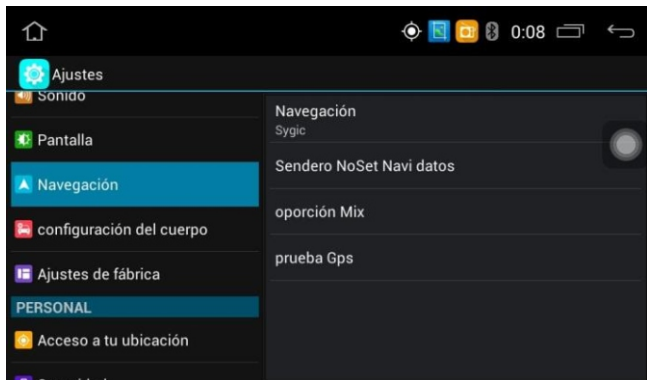 0:08
Ajustes
Sonido
Pantalla
Navegación
configuración del cuerpo
Ajustes de fábrica
PERSONAL
Acceso a tu ubicación
Navegación
Sygic
Sendero NoSet Navi datos
oporción Mix
prueba Gps